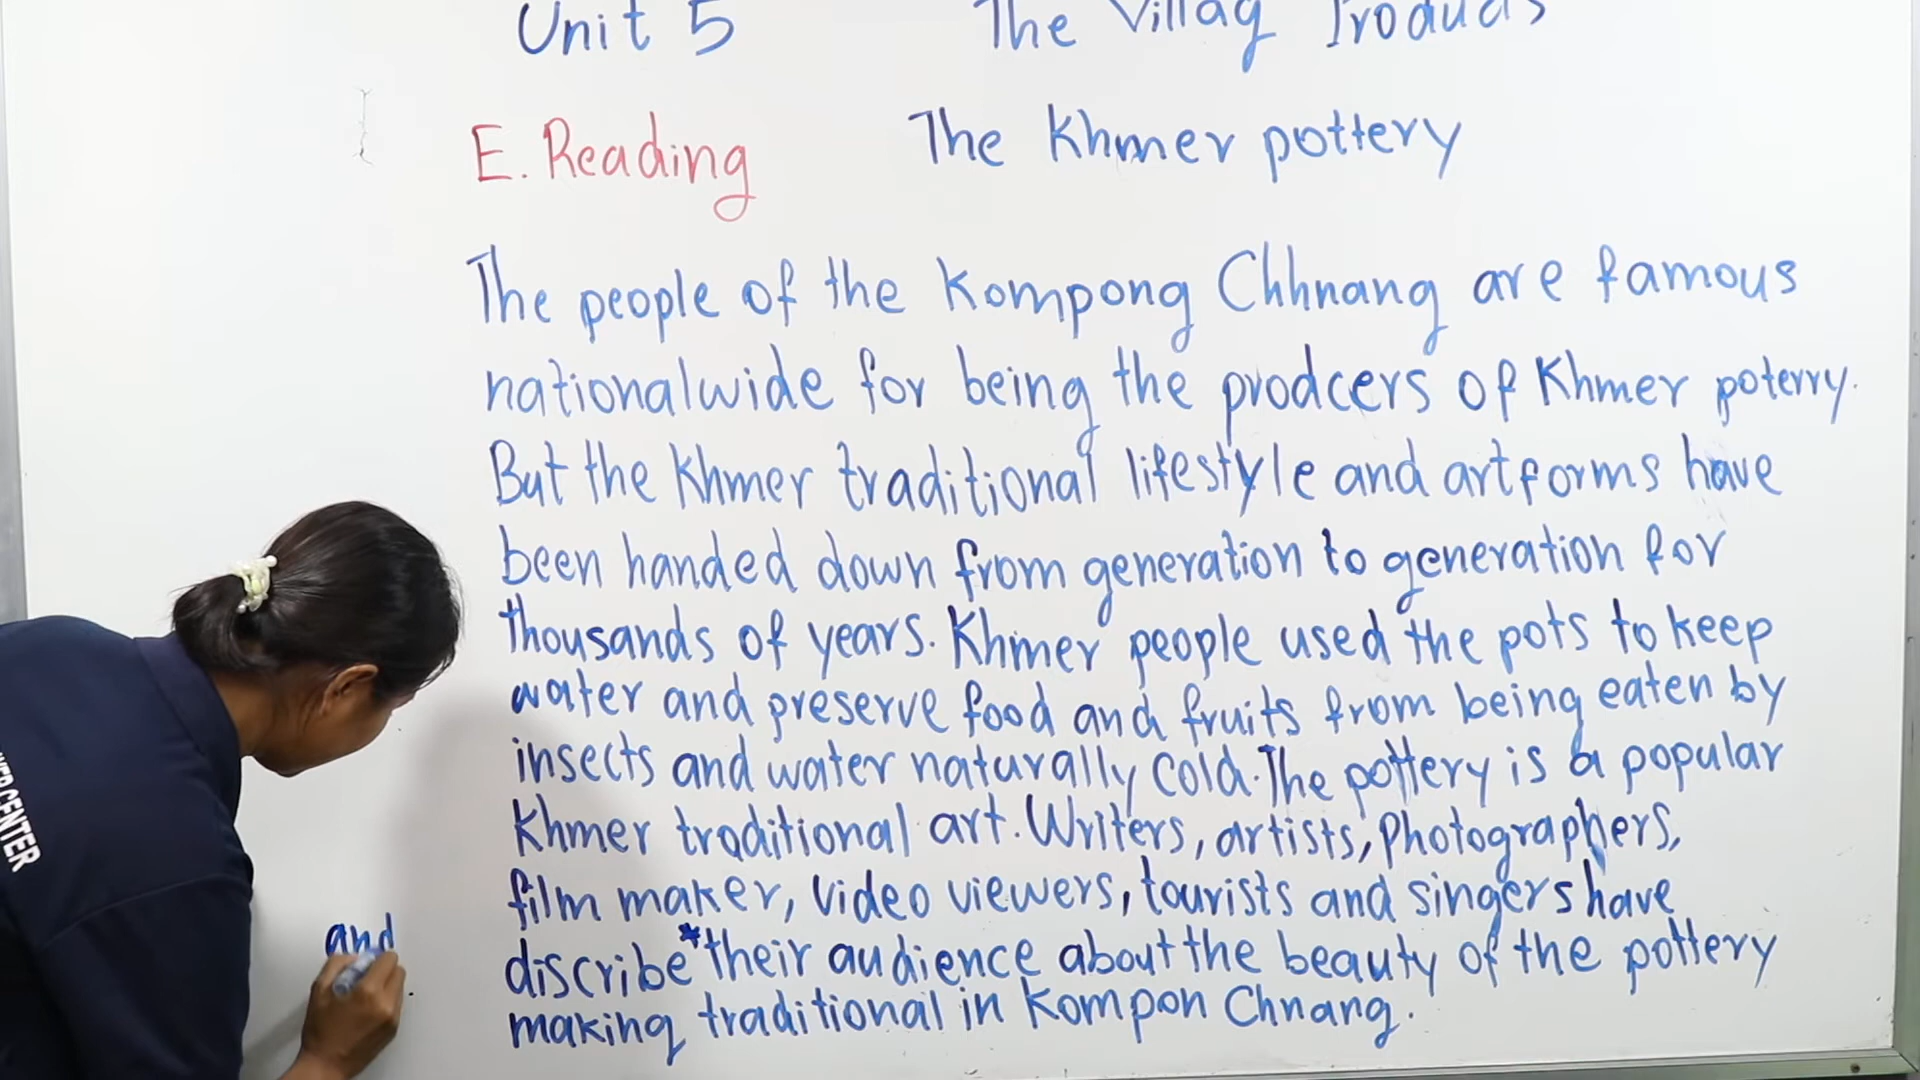 Unit 5 The Villag Products
E. Reading The Khmer pottery
The people of the Kompong Chhnang are famous
nationalwide for being the prodcers of Khmer poterry.
But the Khmer traditional lifestyle and artforms have
been handed down from generation to generation for
thousands of years. Khmer people used the pots to keep
water and preserve food and fruits from being eaten by
insects and water naturally cold. The pottery is a popular
Khmer traditional art. Writers, artists, photographers,
film maker, video viewers, tourists and singers have
discribe * their audience about the beauty of the pottery
making traditional in Kompon Chnang.
and
CENTER